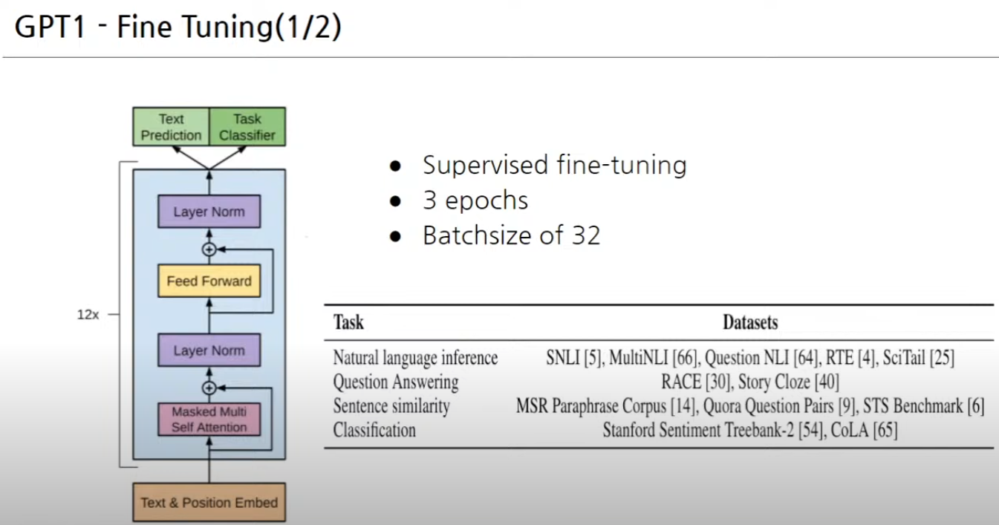 GPT1 - Fine Tuning(1/2)
Text
Prediction
Task
Classifier
Layer Norm
Feed Forward
12x
Layer Norm
Masked Multi
Self Attention
Text & Position Embed
● Supervised fine-tuning
● 3 epochs
● Batchsize of 32
Task Datasets
Natural language inference SNLI [5], MultiNLI [66], Question NLI [64], RTE [4], SciTail [25]
Question Answering RACE [30], Story Cloze [40]
Sentence similarity MSR Paraphrase Corpus [14], Quora Question Pairs [9], STS Benchmark [6]
Classification Stanford Sentiment Treebank-2 [54], CoLA [65]